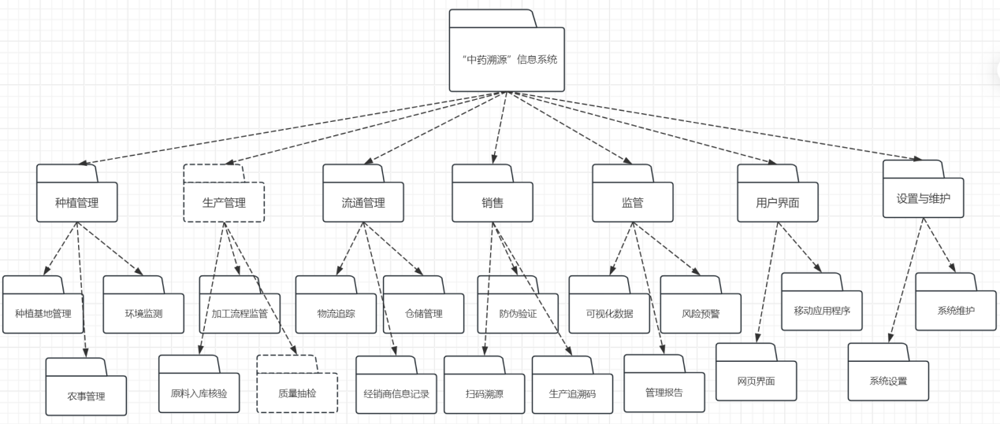 “中药溯源”信息系统
种植管理
生产管理
流通管理
销售
监管
用户界面
设置与维护
种植基地管理
环境监测
加工流程监管
物流追踪
仓储管理
防伪验证
可视化数据
风险预警
移动应用程序
系统维护
农事管理
原料入库核验
质量抽检
经销商信息记录
扫码溯源
生产追溯码
管理报告
网页界面
系统设置